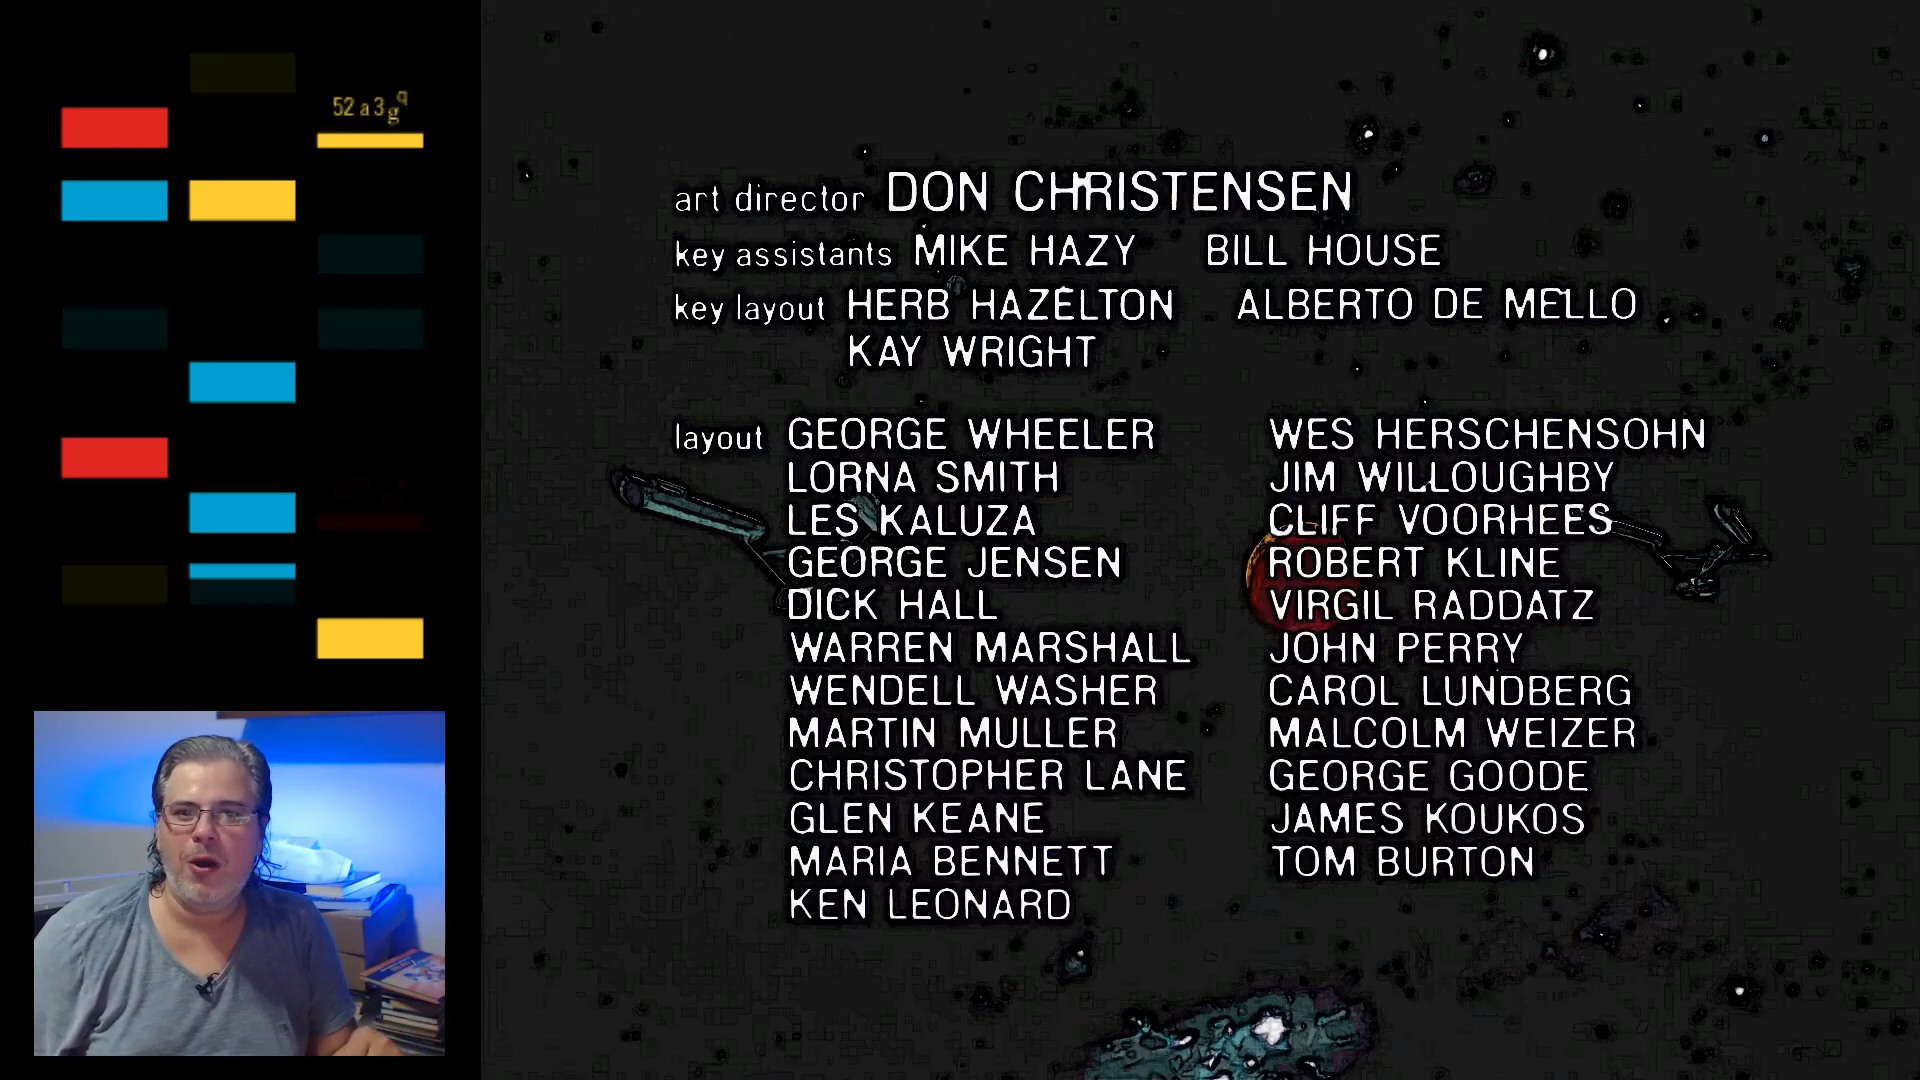 52 a 3 g q
art director DON CHRISTENSEN
key assistants MIKE HAZY BILL HOUSE
key layout HERB HAZELTON ALBERTO DE MELLO
KAY WRIGHT
layout GEORGE WHEELER WES HERSCHENSOHN
LORNA SMITH JIM WILLOUGHBY
LES KALUZA CLIFF VOORHEES
GEORGE JENSEN ROBERT KLINE
DICK HALL VIRGIL RADDATZ
WARREN MARSHALL JOHN PERRY
WENDELL WASHER CAROL LUNDBERG
MARTIN MULLER MALCOLM WEIZER
CHRISTOPHER LANE GEORGE GOODE
GLEN KEANE JAMES KOUKOS
MARIA BENNETT TOM BURTON
KEN LEONARD